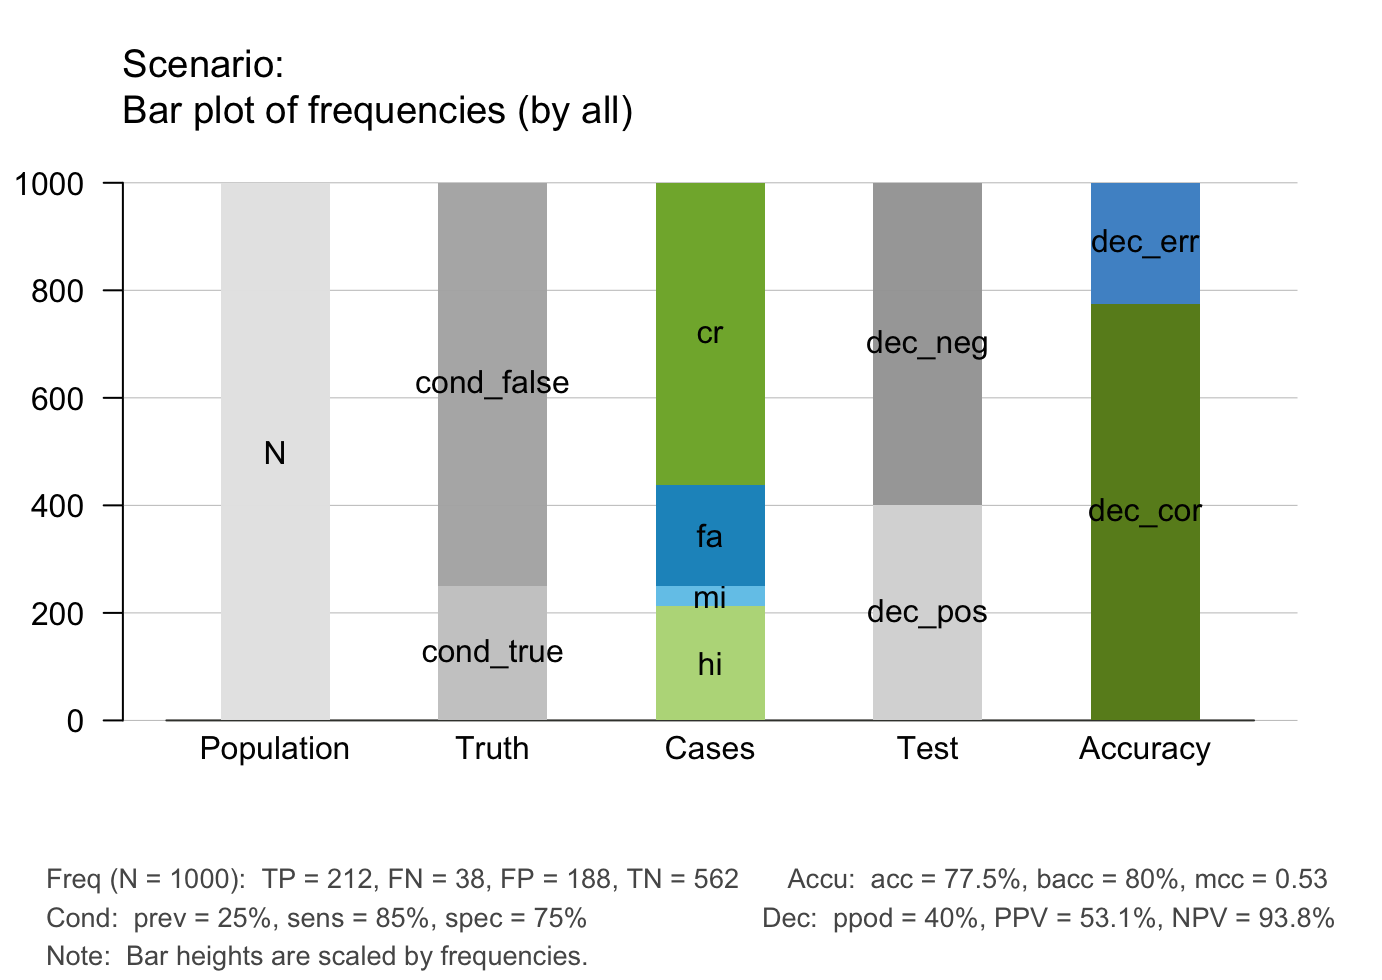 Scenario:
Bar plot of frequencies (by all)
1000
800
600
400
200
0
N
cond_false
cond_true
cr
fa
mi
hi
dec_neg
dec_pos
dec_err
dec_cor
Population Truth Cases Test Accuracy
Freq (N = 1000):  TP = 212, FN = 38, FP = 188, TN = 562 Accu:  acc = 77.5%, bacc = 80%, mcc = 0.53
Cond:  prev = 25%, sens = 85%, spec = 75% Dec:  ppod = 40%, PPV = 53.1%, NPV = 93.8%
Note:  Bar heights are scaled by frequencies.